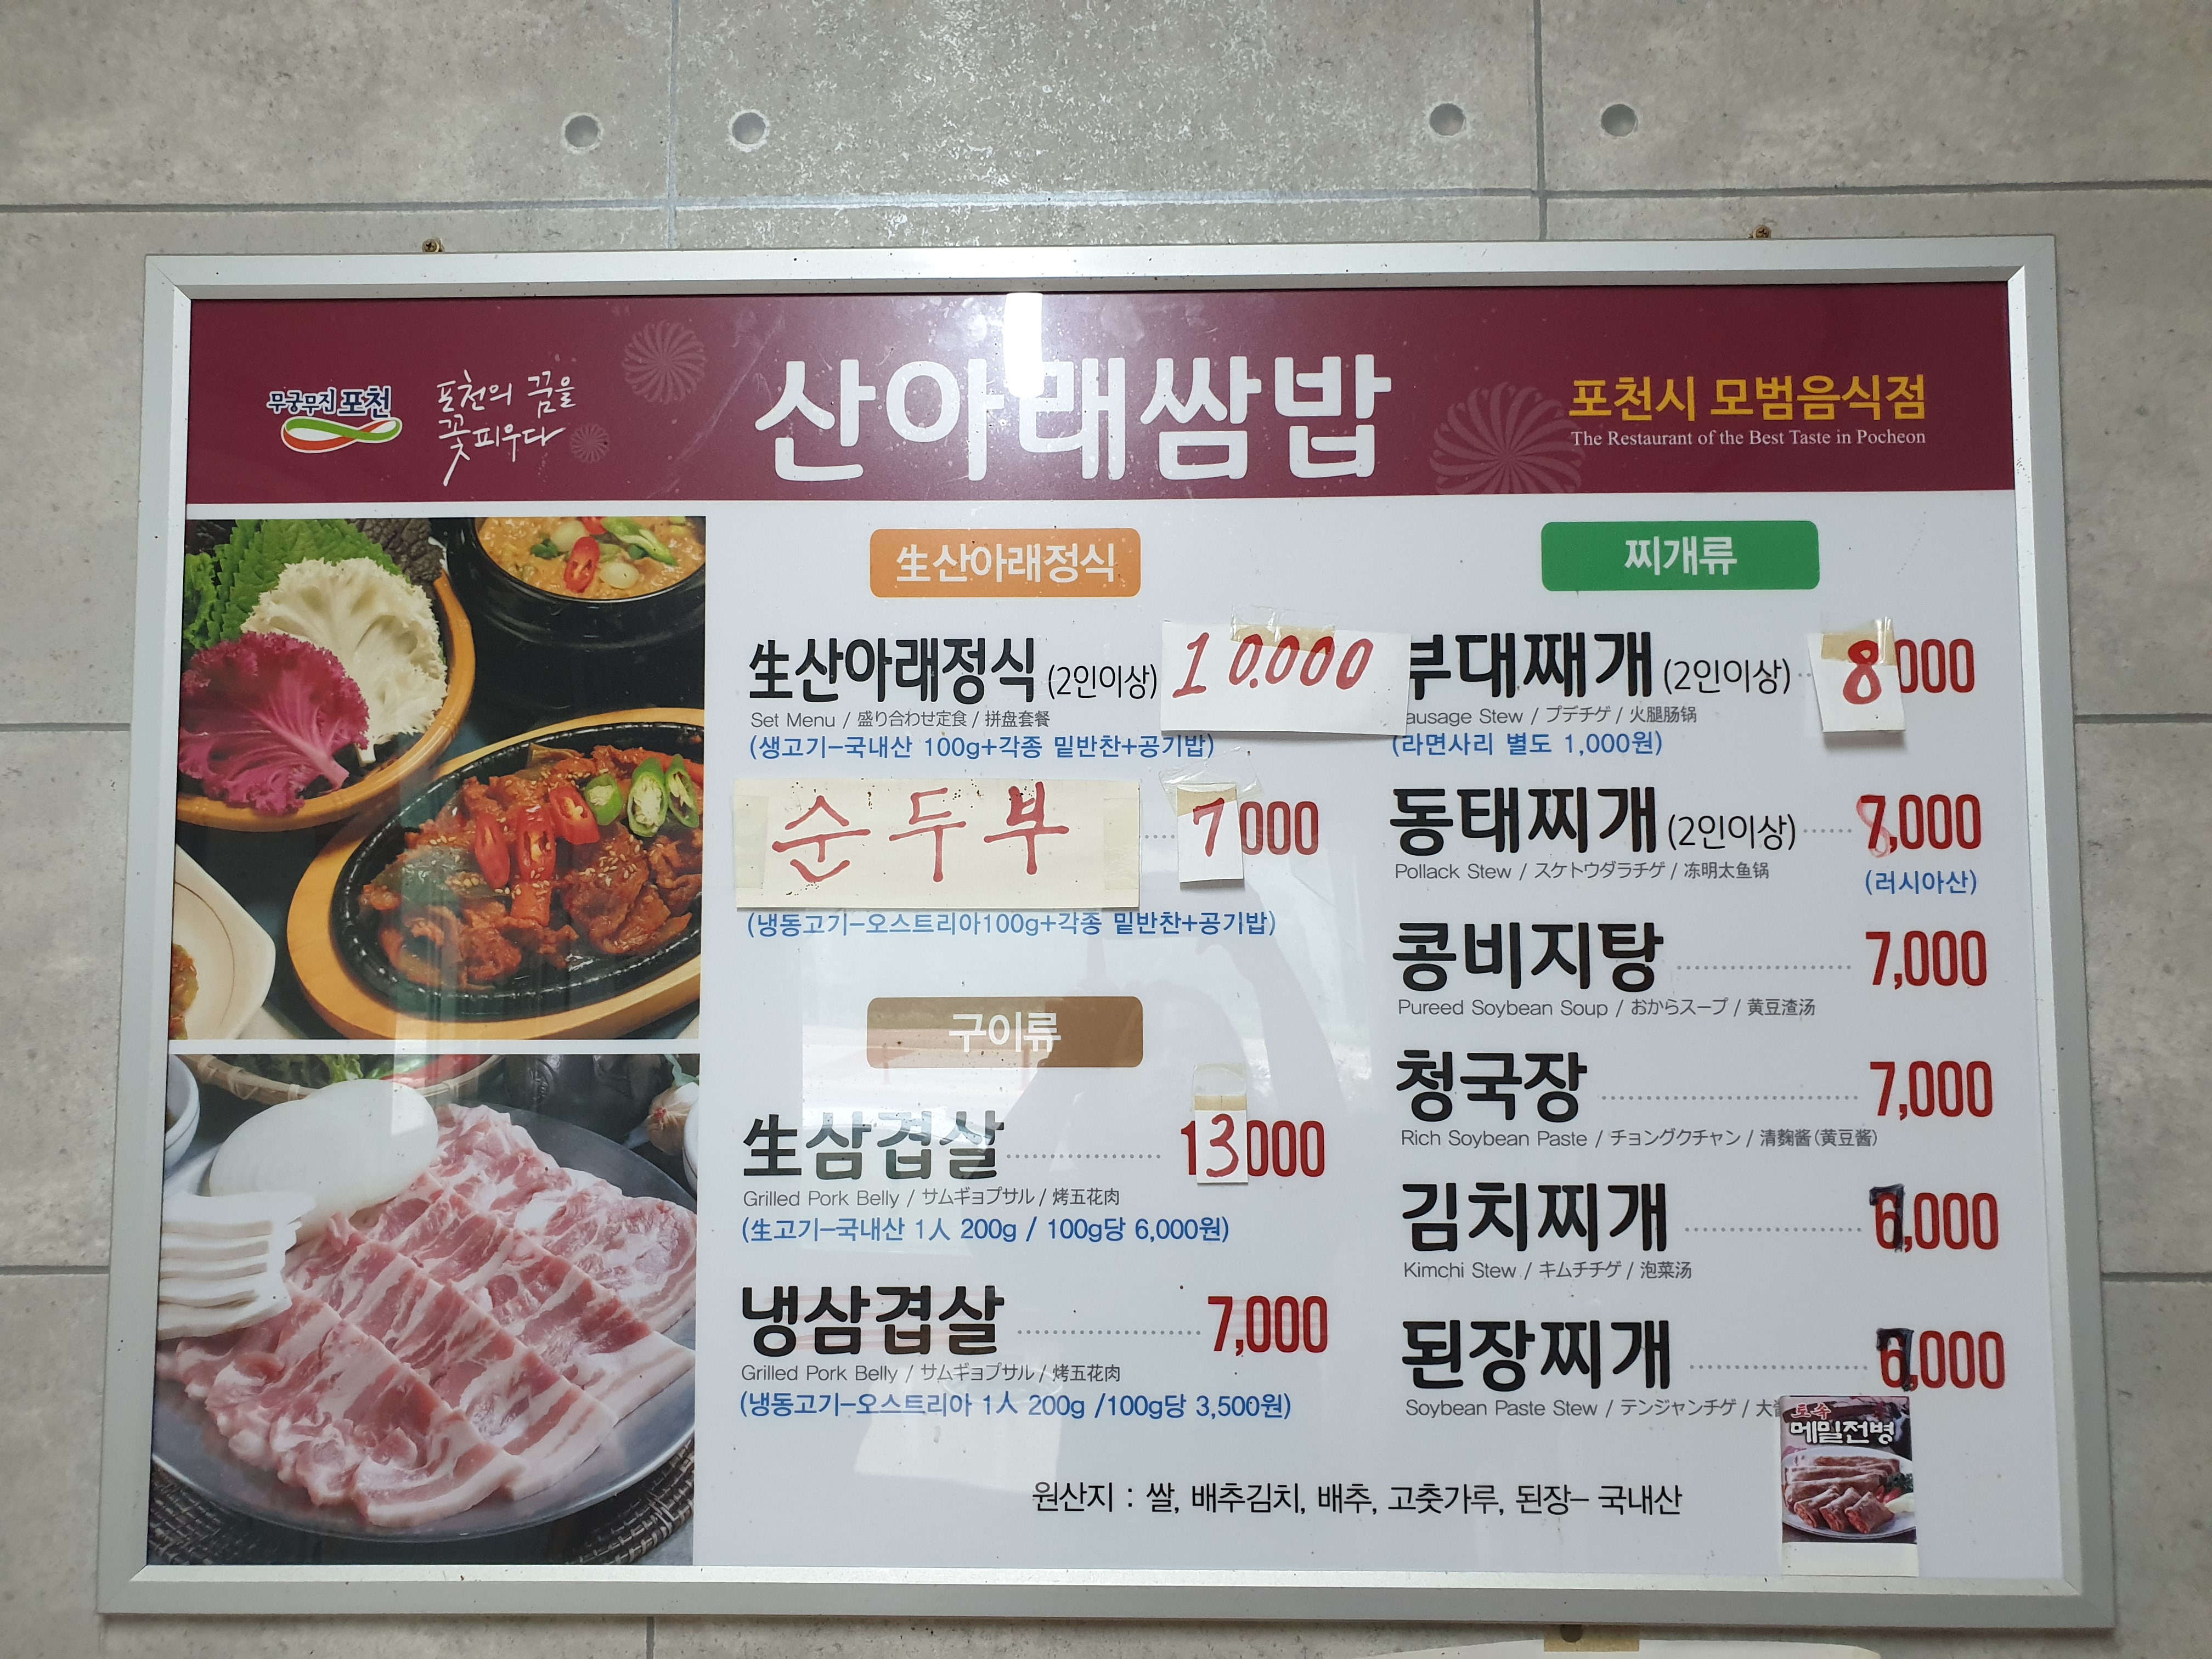 무궁무진 포천
포천의 꿈을
꽃피우다
산아래쌈밥
포천시 모범음식점
The Restaurant of the Best Taste in Pocheon
生산아래정식
生산아래정식 (2인이상) 10.000
Set Menu / 盛り合わせ定食 / 拼盘套餐
(생고기-국내산 100g+각종 밑반찬+공기밥)
순두부 7000
(냉동고기-오스트리아100g+각종 밑반찬+공기밥)
구이류
生삼겹살 13000
Grilled Pork Belly / サムギョプサル / 烤五花肉
(生고기-국내산 1人 200g / 100g당 6,000원)
냉삼겹살 7,000
Grilled Pork Belly / サムギョプサル / 烤五花肉
(냉동고기-오스트리아 1人 200g /100g당 3,500원)
찌개류
부대째개 (2인이상) 8000
ausage Stew / プデチゲ / 火腿肠锅
(라면사리 별도 1,000원)
동태찌개 (2인이상) 7,000
Pollack Stew / スケトウダラチゲ / 冻明太鱼锅
(러시아산)
콩비지탕 7,000
Pureed Soybean Soup / おからスープ / 黄豆渣汤
청국장 7,000
Rich Soybean Paste / チョングクチャン / 清麴酱(黄豆酱)
김치찌개 7,000
Kimchi Stew / キムチチゲ / 泡菜汤
된장찌개 7,000
Soybean Paste Stew / テンジャンチゲ / 大
토속
메밀전병
원산지 : 쌀, 배추김치, 배추, 고춧가루, 된장- 국내산